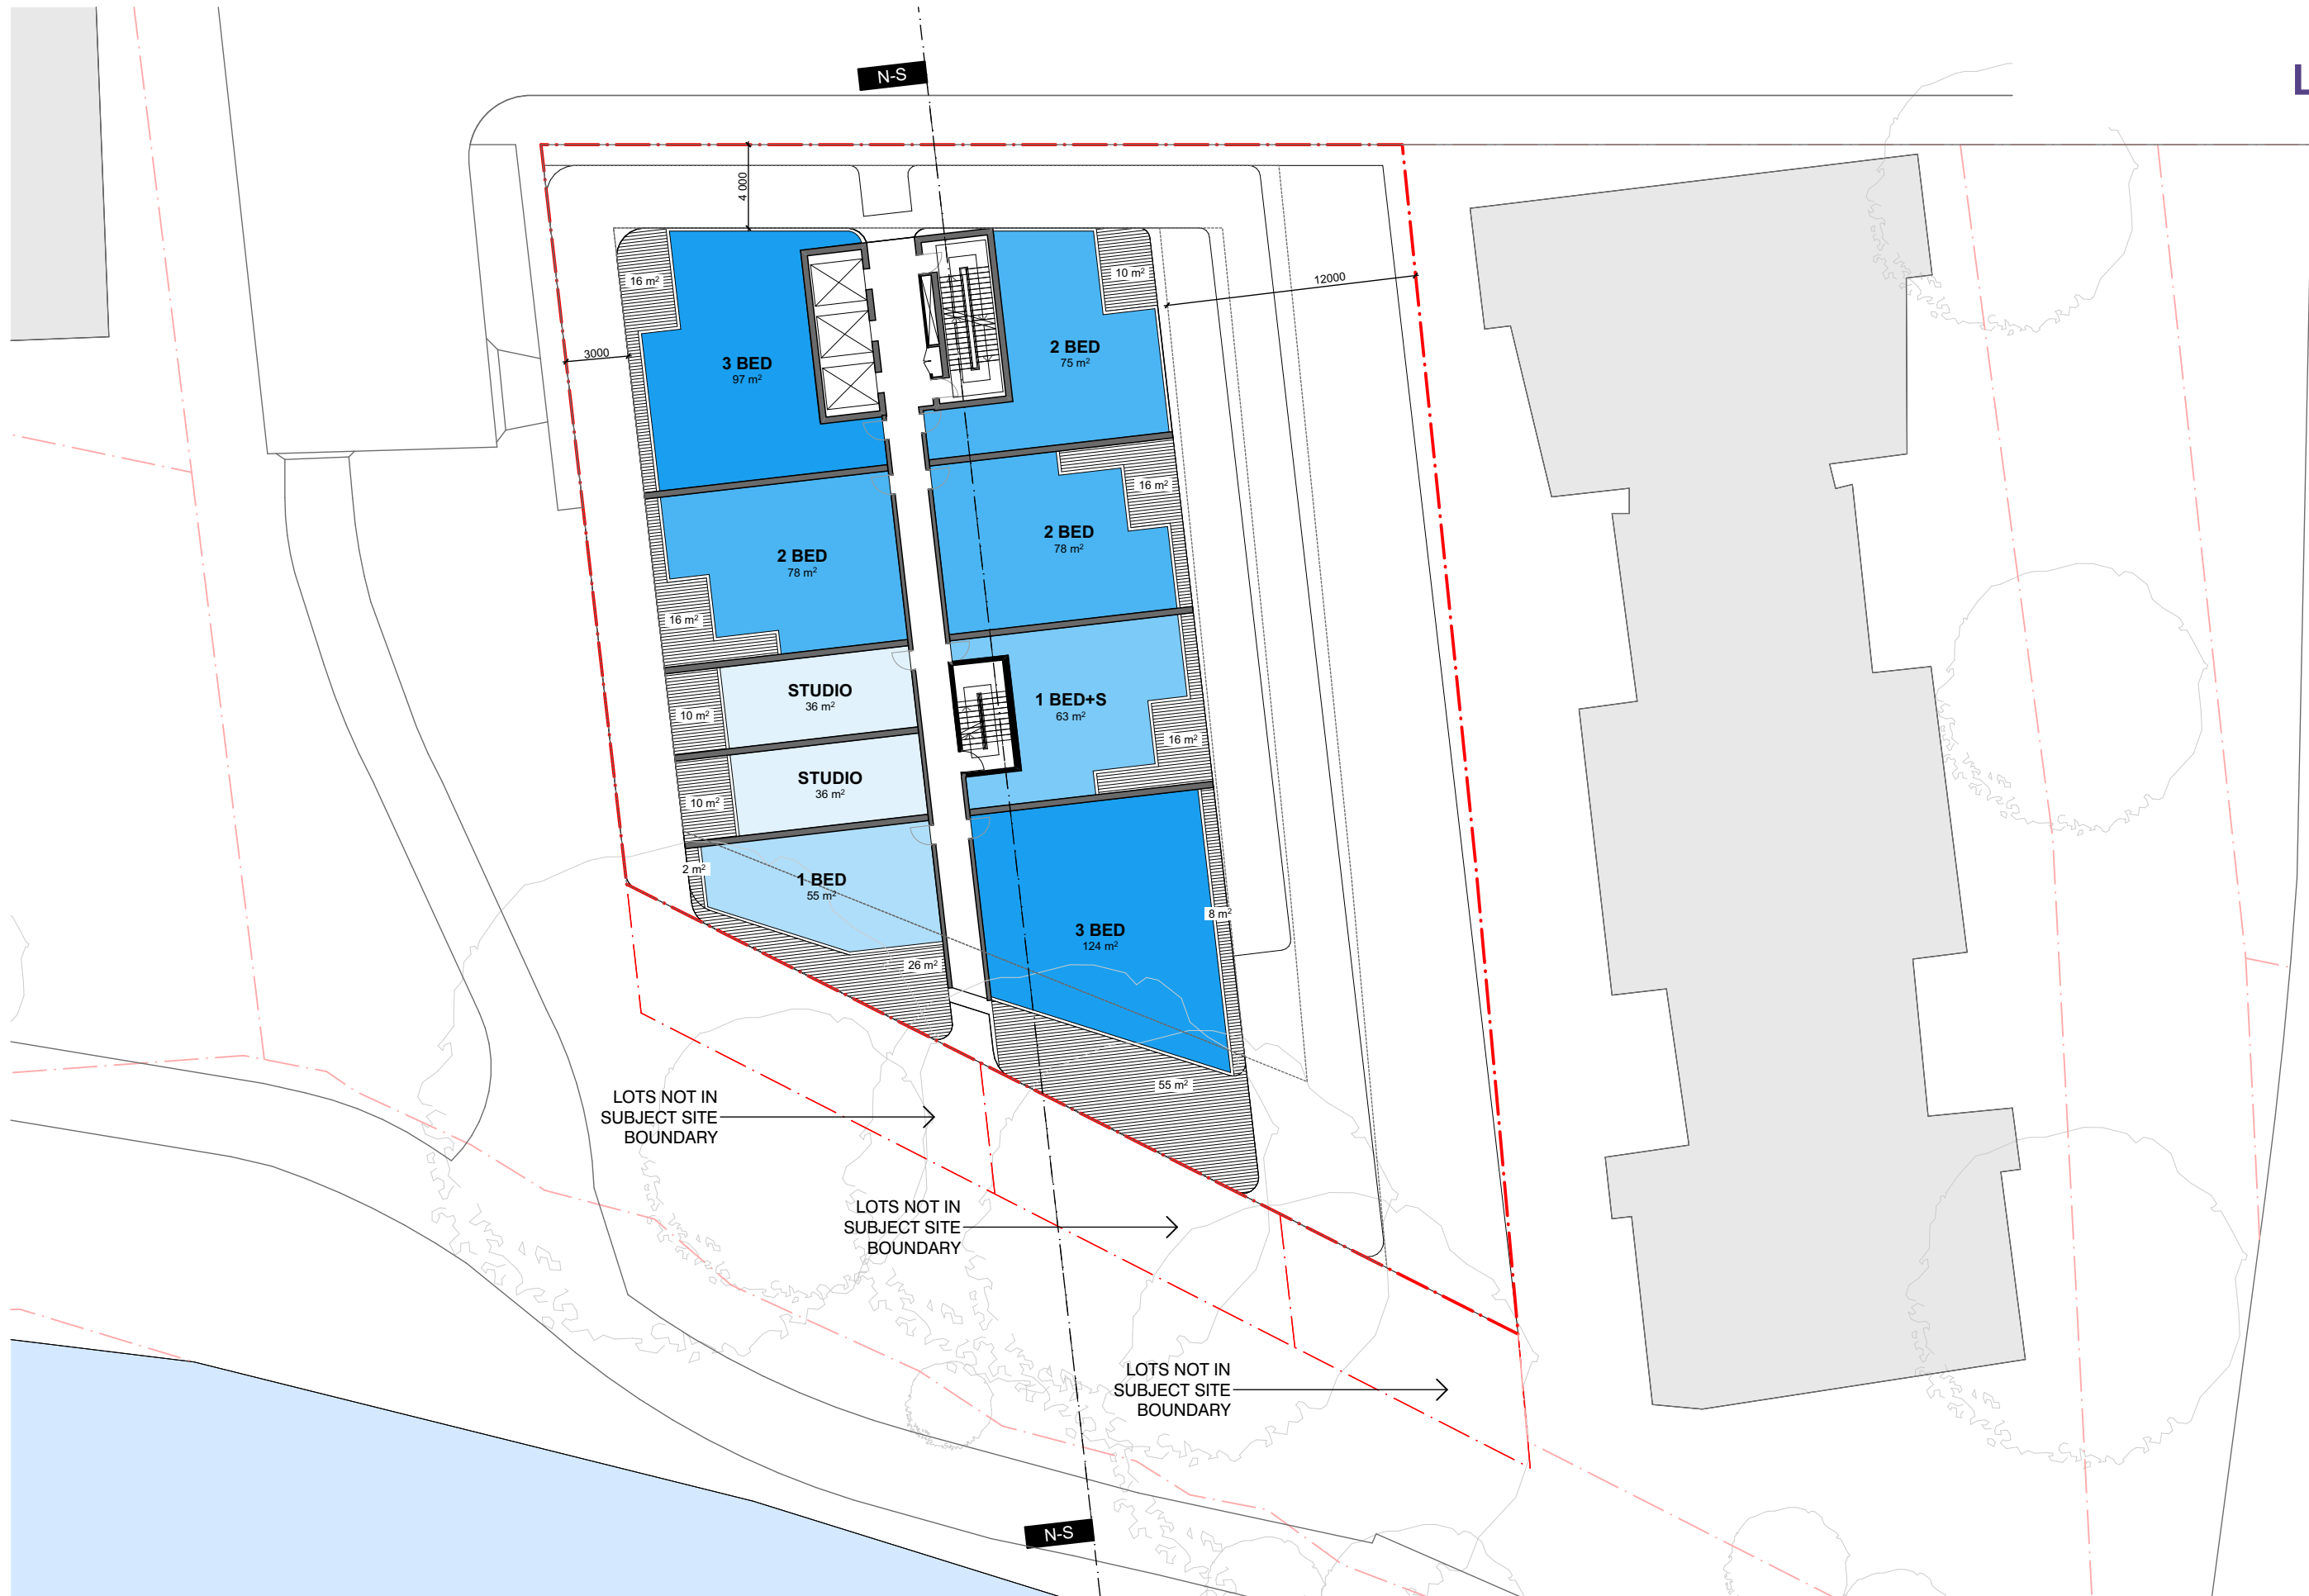 L
N-S
4 000
16 m²
10 m²
12000
2 BED
75 m²
3000
3 BED
97 m²
16 m²
2 BED
78 m²
2 BED
78 m²
16 m²
STUDIO
36 m²
1 BED+S
63 m²
10 m²
16 m²
STUDIO
36 m²
10 m²
2 m²
1 BED
55 m²
8 m²
3 BED
124 m²
26 m²
55 m²
LOTS NOT IN
SUBJECT SITE
BOUNDARY
LOTS NOT IN
SUBJECT SITE
BOUNDARY
LOTS NOT IN
SUBJECT SITE
BOUNDARY
N-S